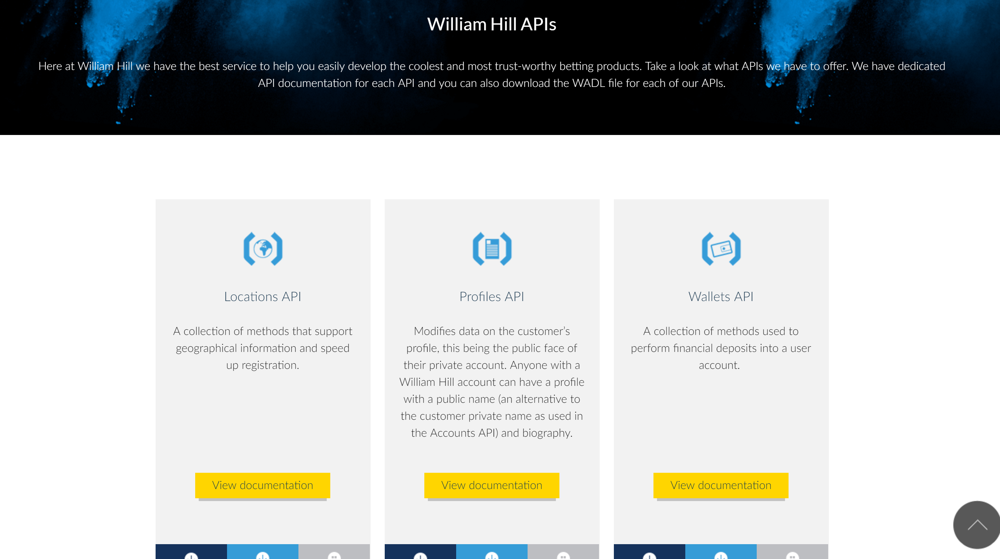 William Hill APIs
Here at William Hill we have the best service to help you easily develop the coolest and most trust-worthy betting products. Take a look at what APIs we have to offer. We have dedicated
API documentation for each API and you can also download the WADL file for each of our APIs.
Locations API
A collection of methods that support
geographical information and speed
up registration.
View documentation
Profiles API
Modifies data on the customer’s
profile, this being the public face of
their private account. Anyone with a
William Hill account can have a profile
with a public name (an alternative to
the customer private name as used in
the Accounts API) and biography.
View documentation
Wallets API
A collection of methods used to
perform financial deposits into a user
account.
View documentation